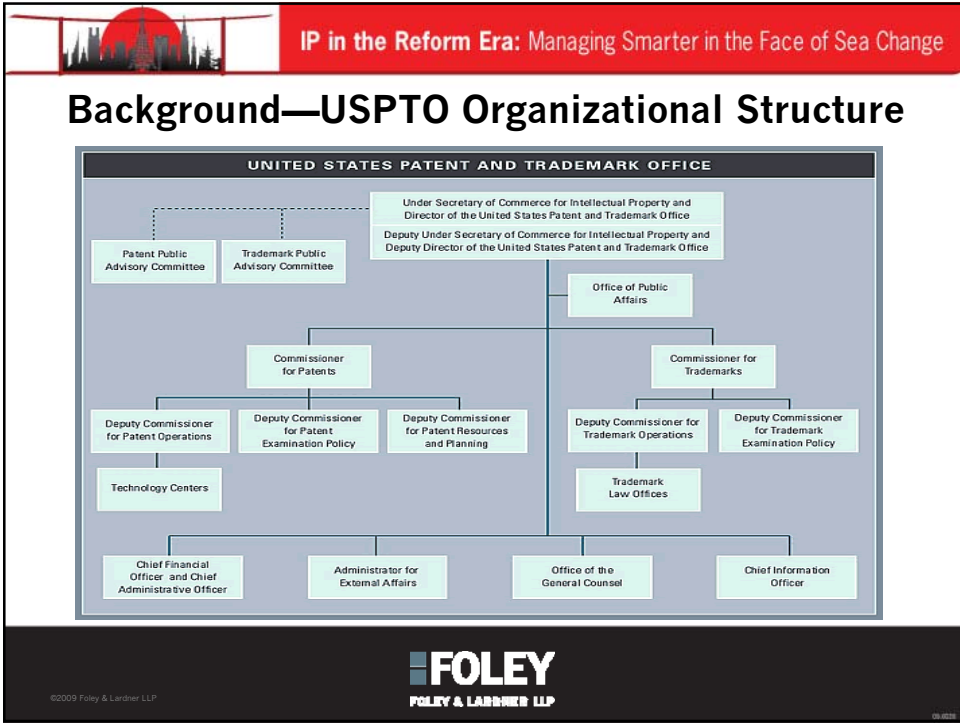 IP in the Reform Era: Managing Smarter in the Face of Sea Change
Background—USPTO Organizational Structure
UNITED STATES PATENT AND TRADEMARK OFFICE
Under Secretary of Commerce for Intellectual Property and
Director of the United States Patent and Trademark Office
Deputy Under Secretary of Commerce for Intellectual Property and
Deputy Director of the United States Patent and Trademark Office
Patent Public
Advisory Committee
Trademark Public
Advisory Committee
Office of Public
Affairs
Commissioner
for Patents
Commissioner for
Trademarks
Deputy Commissioner
for Patent Operations
Deputy Commissioner
for Patent
Examination Policy
Deputy Commissioner
for Patent Resources
and Planning
Deputy Commissioner for
Trademark Operations
Deputy Commissioner
for Trademark
Examination Policy
Technology Centers
Trademark
Law Offices
Chief Financial
Officer and Chief
Administrative Officer
Administrator for
External Affairs
Office of the
General Counsel
Chief Information
Officer
©2009 Foley & Lardner LLP
FOLEY
FOLEY & LARDNER LLP